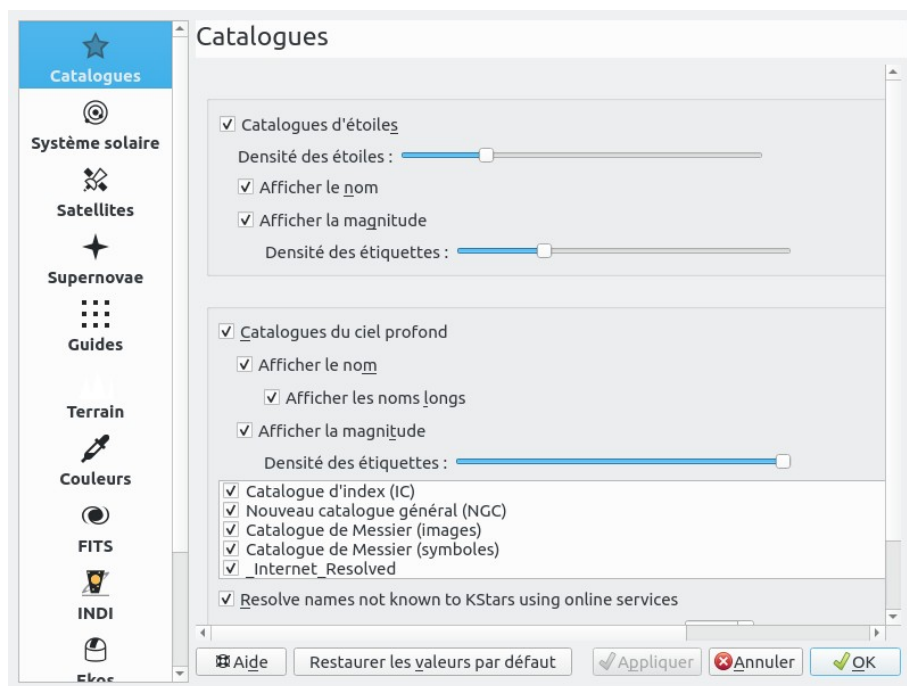 Catalogues
Système solaire
Satellites
Supernovae
Guides
Terrain
Couleurs
FITS
INDI
Ekos
Catalogues
Catalogues d'étoiles
Densité des étoiles :
Afficher le nom
Afficher la magnitude
Densité des étiquettes :
Catalogues du ciel profond
Afficher le nom
Afficher les noms longs
Afficher la magnitude
Densité des étiquettes :
Catalogue d'index (IC)
Nouveau catalogue général (NGC)
Catalogue de Messier (images)
Catalogue de Messier (symboles)
_Internet_Resolved
Resolve names not known to KStars using online services
Aide Restaurer les valeurs par défaut Appliquer Annuler OK